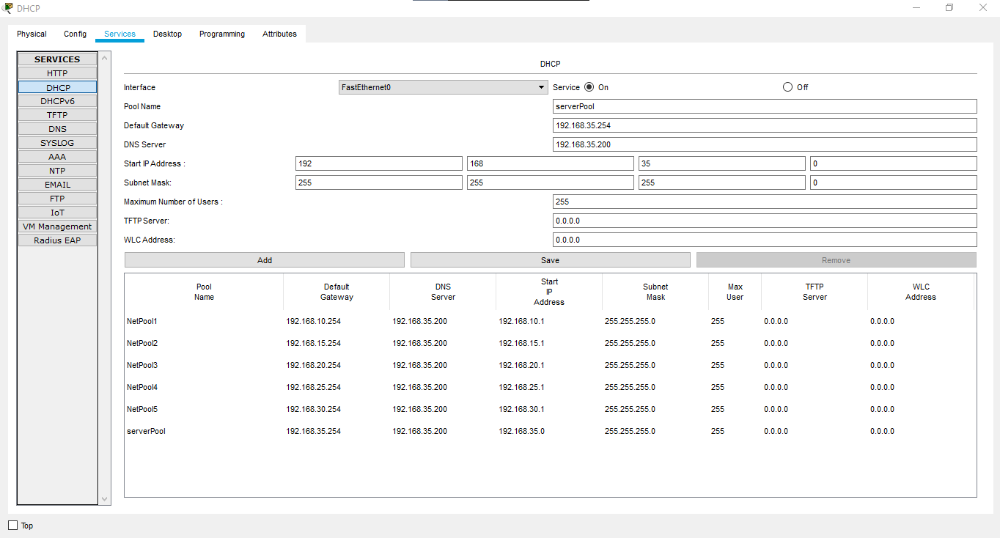 DHCP
Physical Config Services Desktop Programming Attributes
SERVICES
HTTP
DHCP
DHCPv6
TFTP
DNS
SYSLOG
AAA
NTP
EMAIL
FTP
IoT
VM Management
Radius EAP
DHCP
Interface FastEthernet0 Service On Off
Pool Name serverPool
Default Gateway 192.168.35.254
DNS Server 192.168.35.200
Start IP Address : 192 168 35 0
Subnet Mask: 255 255 255 0
Maximum Number of Users : 255
TFTP Server: 0.0.0.0
WLC Address: 0.0.0.0
Add Save Remove
Pool Name Default Gateway DNS Server Start IP Address Subnet Mask Max User TFTP Server WLC Address
NetPool1 192.168.10.254 192.168.35.200 192.168.10.1 255.255.255.0 255 0.0.0.0 0.0.0.0
NetPool2 192.168.15.254 192.168.35.200 192.168.15.1 255.255.255.0 255 0.0.0.0 0.0.0.0
NetPool3 192.168.20.254 192.168.35.200 192.168.20.1 255.255.255.0 255 0.0.0.0 0.0.0.0
NetPool4 192.168.25.254 192.168.35.200 192.168.25.1 255.255.255.0 255 0.0.0.0 0.0.0.0
NetPool5 192.168.30.254 192.168.35.200 192.168.30.1 255.255.255.0 255 0.0.0.0 0.0.0.0
serverPool 192.168.35.254 192.168.35.200 192.168.35.0 255.255.255.0 255 0.0.0.0 0.0.0.0
Top